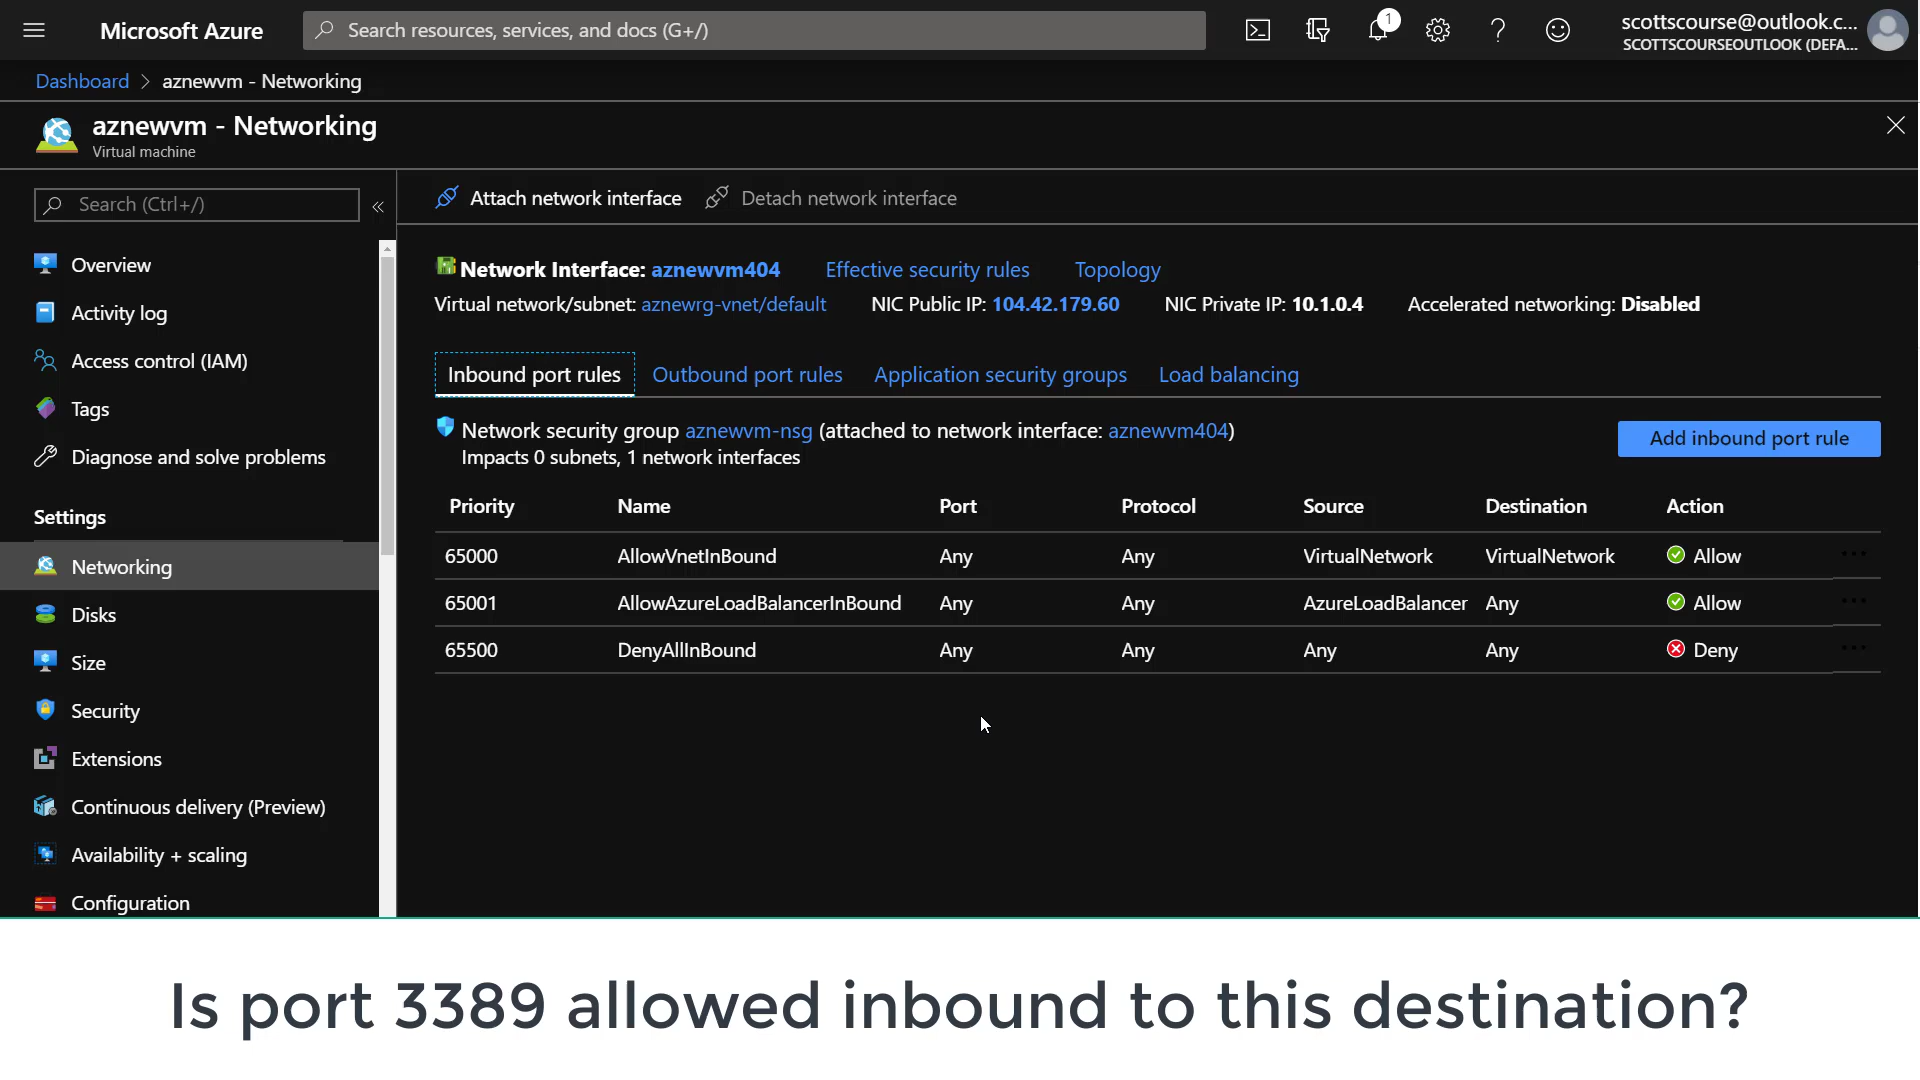 Microsoft Azure
Search resources, services, and docs (G+/)
1
scottscourse@outlook.c...
SCOTTSCOURSEOUTLOOK (DEFA...
Dashboard > aznewvm - Networking
aznewvm - Networking
Virtual machine
Search (Ctrl+/)
«
Overview
Activity log
Access control (IAM)
Tags
Diagnose and solve problems
Settings
Networking
Disks
Size
Security
Extensions
Continuous delivery (Preview)
Availability + scaling
Configuration
Attach network interface Detach network interface
Network Interface: aznewvm404 Effective security rules Topology
Virtual network/subnet: aznewrg-vnet/default NIC Public IP: 104.42.179.60 NIC Private IP: 10.1.0.4 Accelerated networking: Disabled
Inbound port rules Outbound port rules Application security groups Load balancing
Network security group aznewvm-nsg (attached to network interface: aznewvm404)
Impacts 0 subnets, 1 network interfaces
Add inbound port rule
Priority Name Port Protocol Source Destination Action
65000 AllowVnetInBound Any Any VirtualNetwork VirtualNetwork Allow ...
65001 AllowAzureLoadBalancerInBound Any Any AzureLoadBalancer Any Allow ...
65500 DenyAllInBound Any Any Any Any Deny ...
Is port 3389 allowed inbound to this destination?